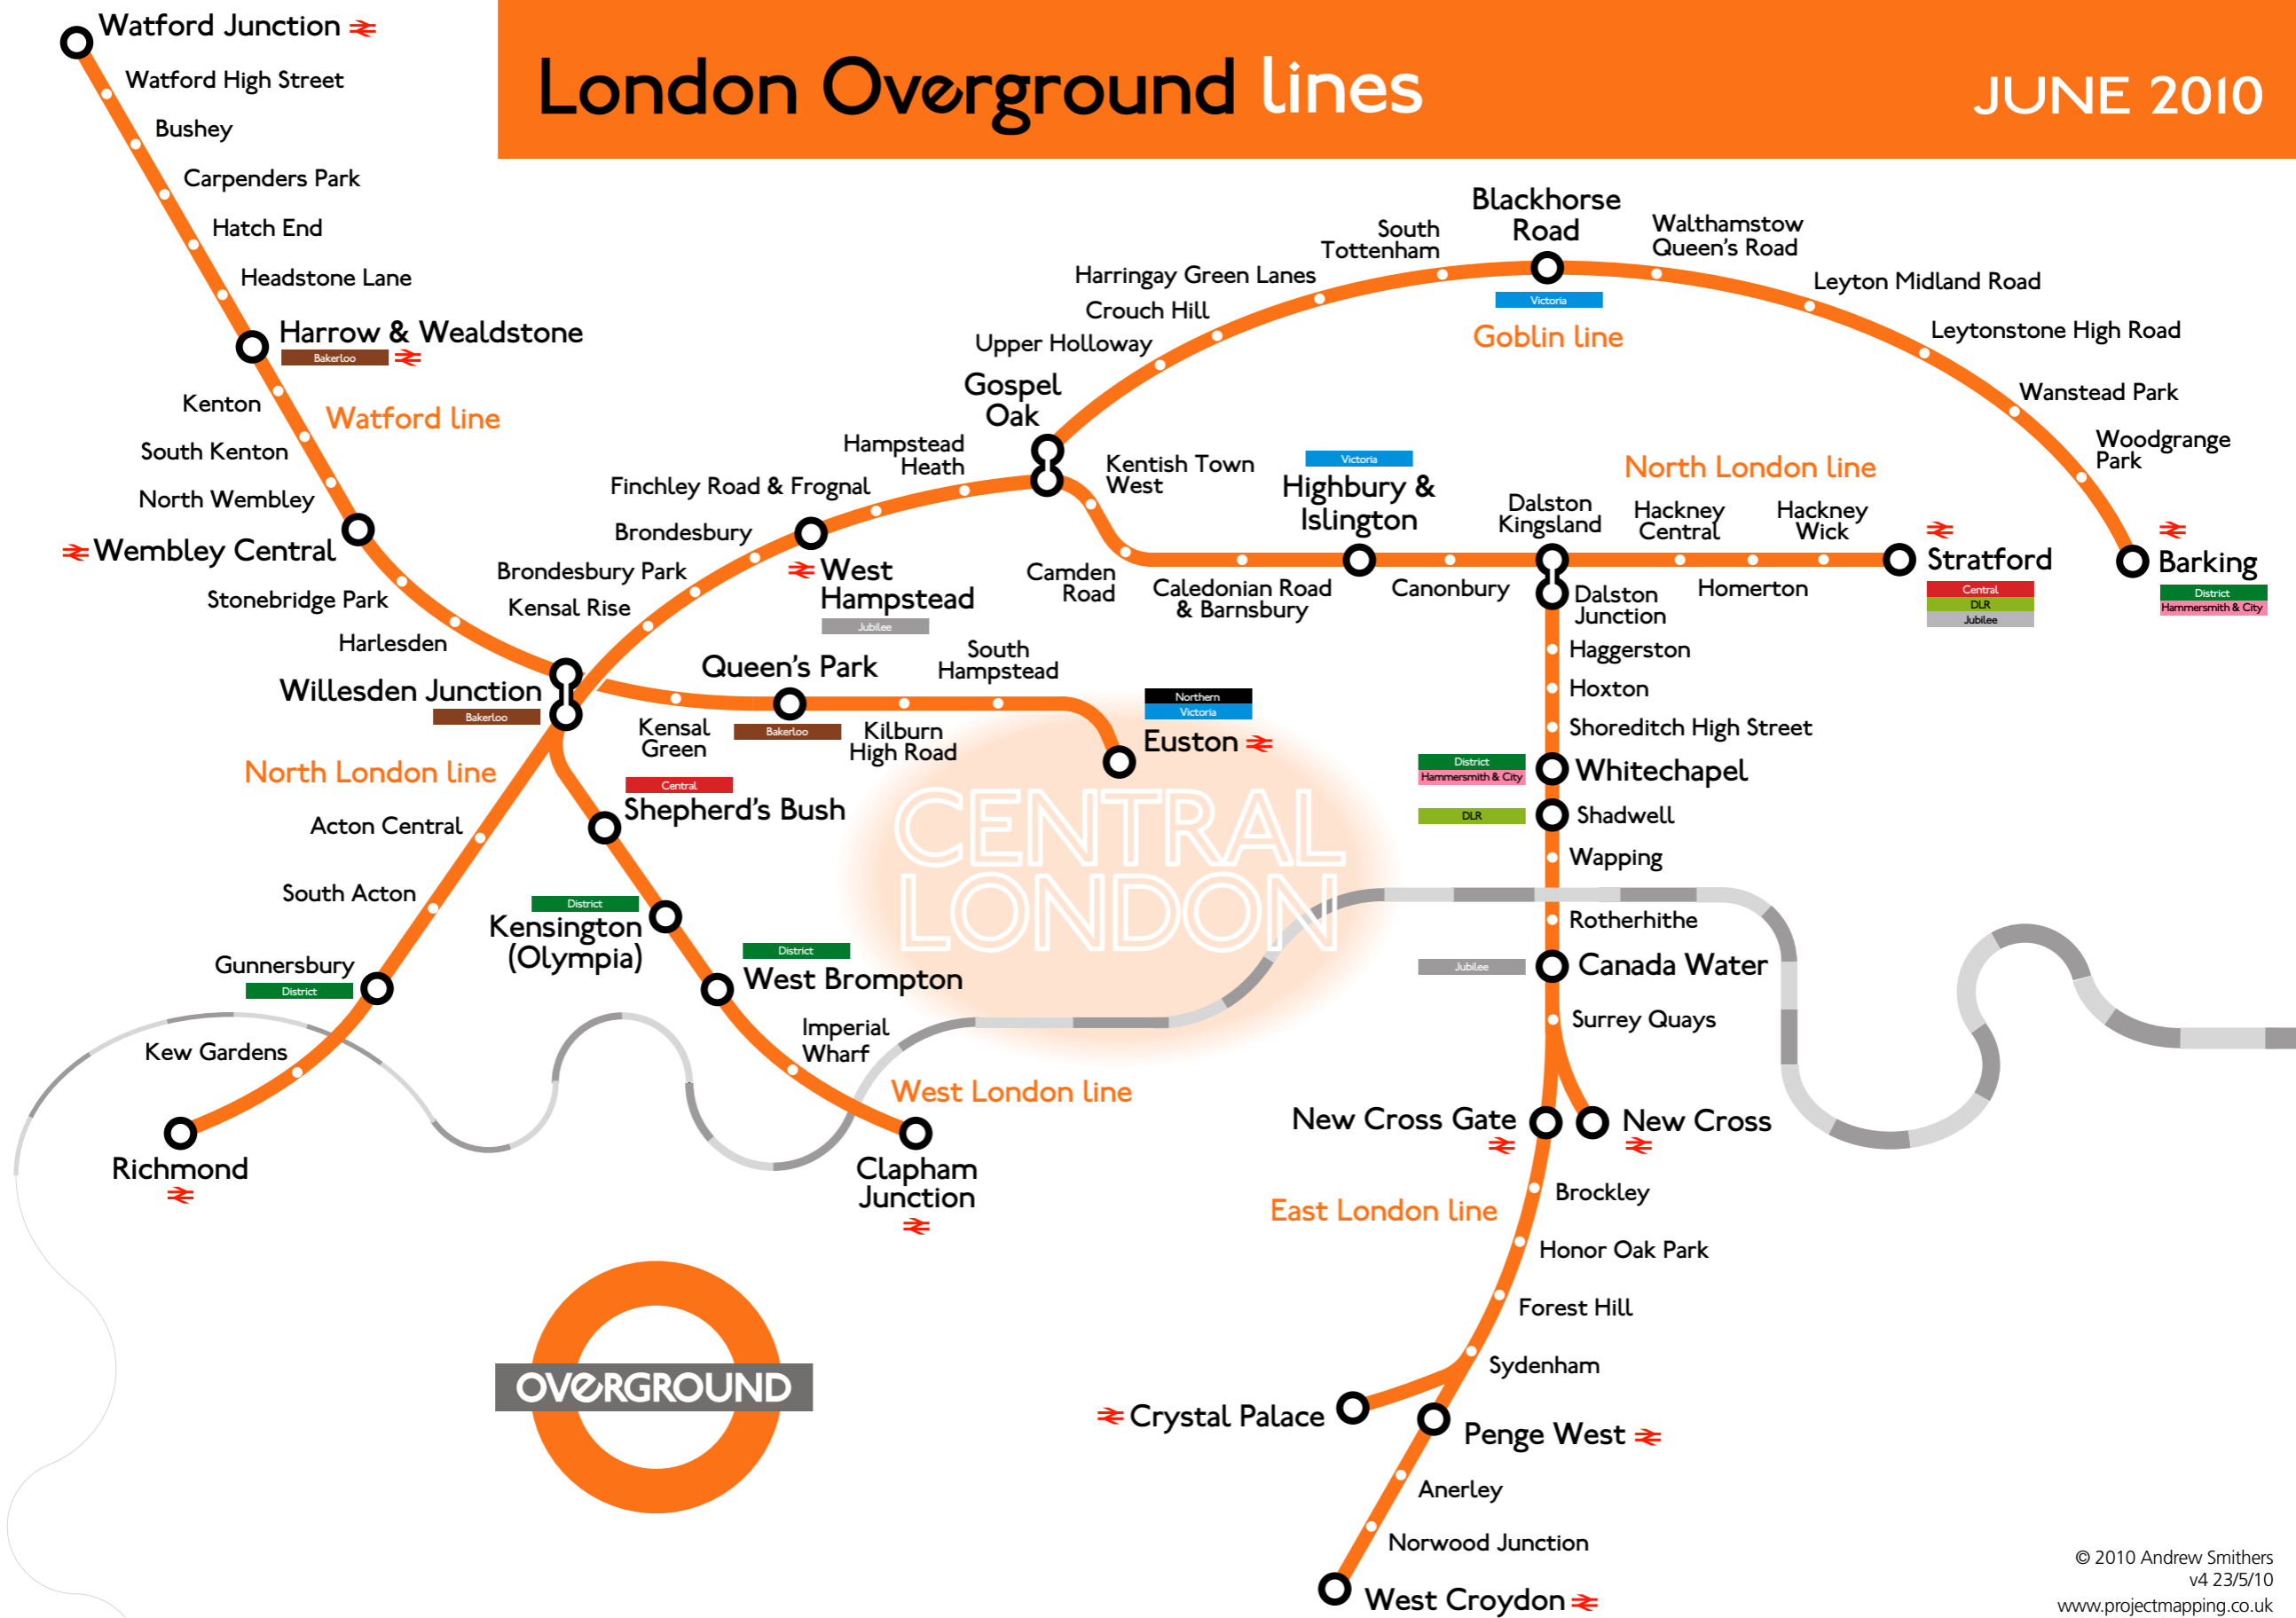 London Overground lines
JUNE 2010
Watford Junction
Watford High Street
Bushey
Carpenders Park
Hatch End
Headstone Lane
Harrow & Wealdstone
Bakerloo
Kenton
Watford line
South Kenton
North Wembley
Wembley Central
Stonebridge Park
Harlesden
Willesden Junction
Bakerloo
Kensal
Green
Queen's Park
Bakerloo
Kilburn
High Road
South
Hampstead
Northern
Victoria
Euston
CENTRAL
LONDON
North London line
Acton Central
South Acton
Gunnersbury
District
Kew Gardens
Richmond
Central
Shepherd's Bush
District
Kensington
(Olympia)
District
West Brompton
Imperial
Wharf
West London line
Clapham
Junction
Kensal Rise
Brondesbury Park
Brondesbury
West
Hampstead
Jubilee
Finchley Road & Frognal
Hampstead
Heath
Gospel
Oak
Upper Holloway
Crouch Hill
Harringay Green Lanes
South
Tottenham
Blackhorse
Road
Victoria
Goblin line
Walthamstow
Queen's Road
Leyton Midland Road
Leytonstone High Road
Wanstead Park
Woodgrange
Park
Barking
District
Hammersmith & City
Kentish Town
West
Camden
Road
Caledonian Road
& Barnsbury
Victoria
Highbury &
Islington
Canonbury
North London line
Dalston
Kingsland
Hackney
Central
Homerton
Hackney
Wick
Stratford
Central
DLR
Jubilee
Dalston
Junction
Haggerston
Hoxton
Shoreditch High Street
District
Hammersmith & City
Whitechapel
DLR
Shadwell
Wapping
Rotherhithe
Jubilee
Canada Water
Surrey Quays
New Cross Gate
New Cross
East London line
Brockley
Honor Oak Park
Forest Hill
Sydenham
Crystal Palace
Penge West
Anerley
Norwood Junction
West Croydon
OVERGROUND
© 2010 Andrew Smithers
v4 23/5/10
www.projectmapping.co.uk